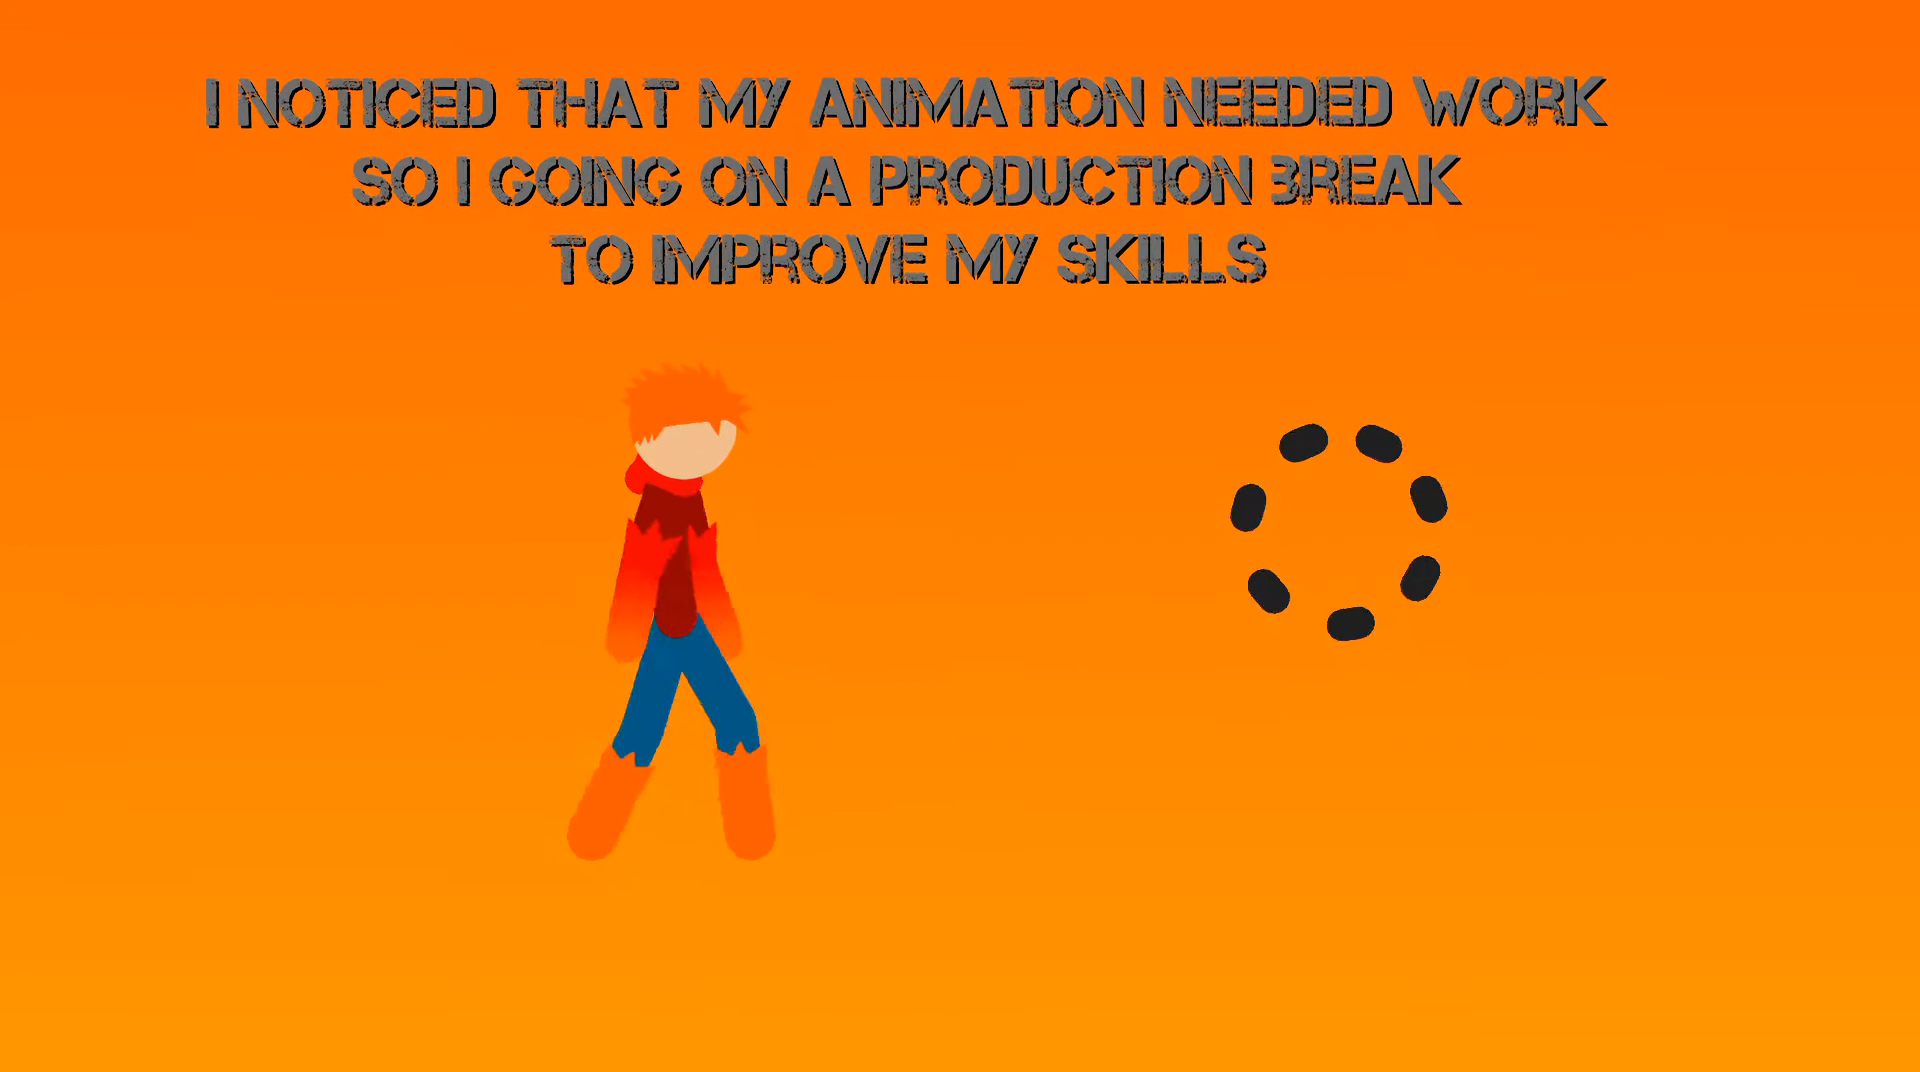 I NOTICED THAT MY ANIMATION NEEDED WORK
SO I GOING ON A PRODUCTION BREAK
TO IMPROVE MY SKILLS